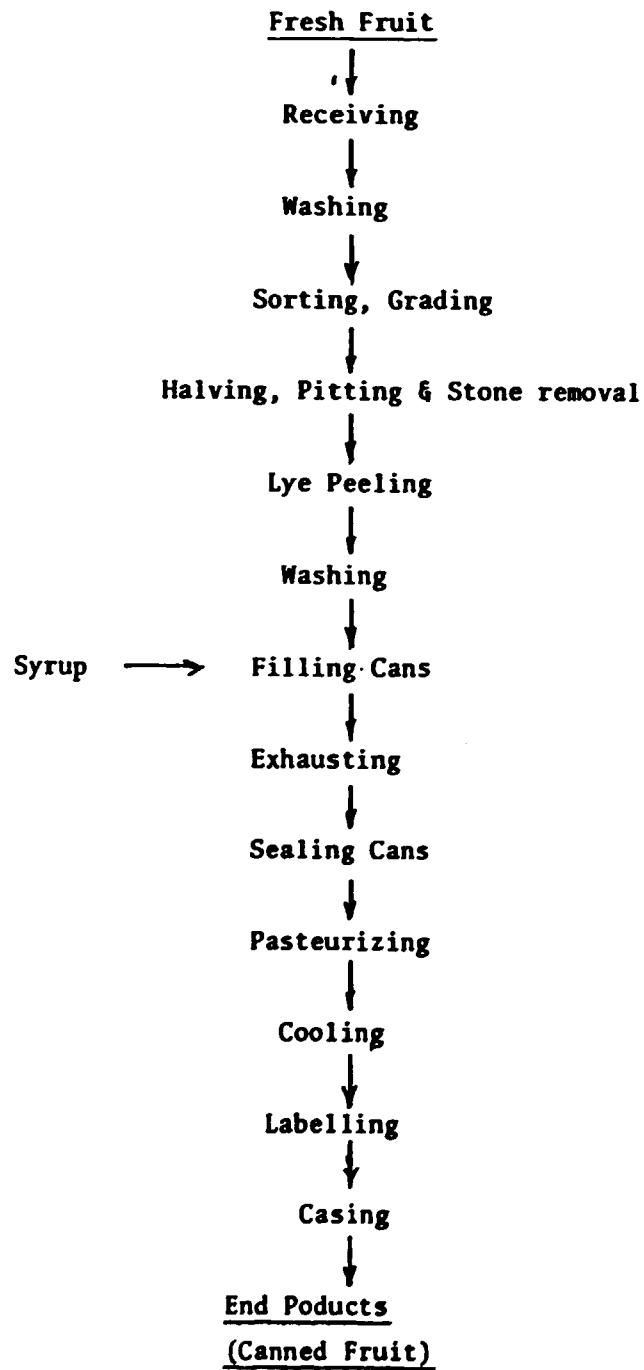 Fresh Fruit
Receiving
Washing
Sorting, Grading
Halving, Pitting & Stone removal
Lye Peeling
Washing
Syrup Filling Cans
Exhausting
Sealing Cans
Pasteurizing
Cooling
Labelling
Casing
End Poducts
(Canned Fruit)